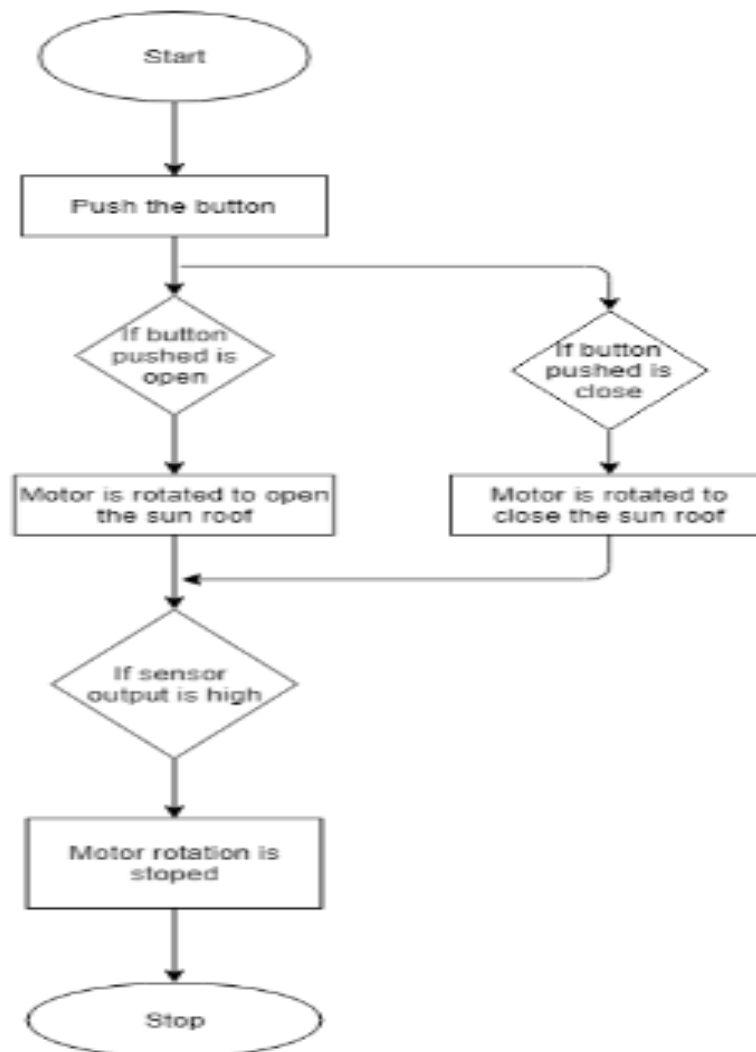 Start
Push the button
If button
pushed is
open
If button
pushed is
close
Motor is rotated to open
the sun roof
Motor is rotated to
close the sun roof
If sensor
output is high
Motor rotation is
stoped
Stop